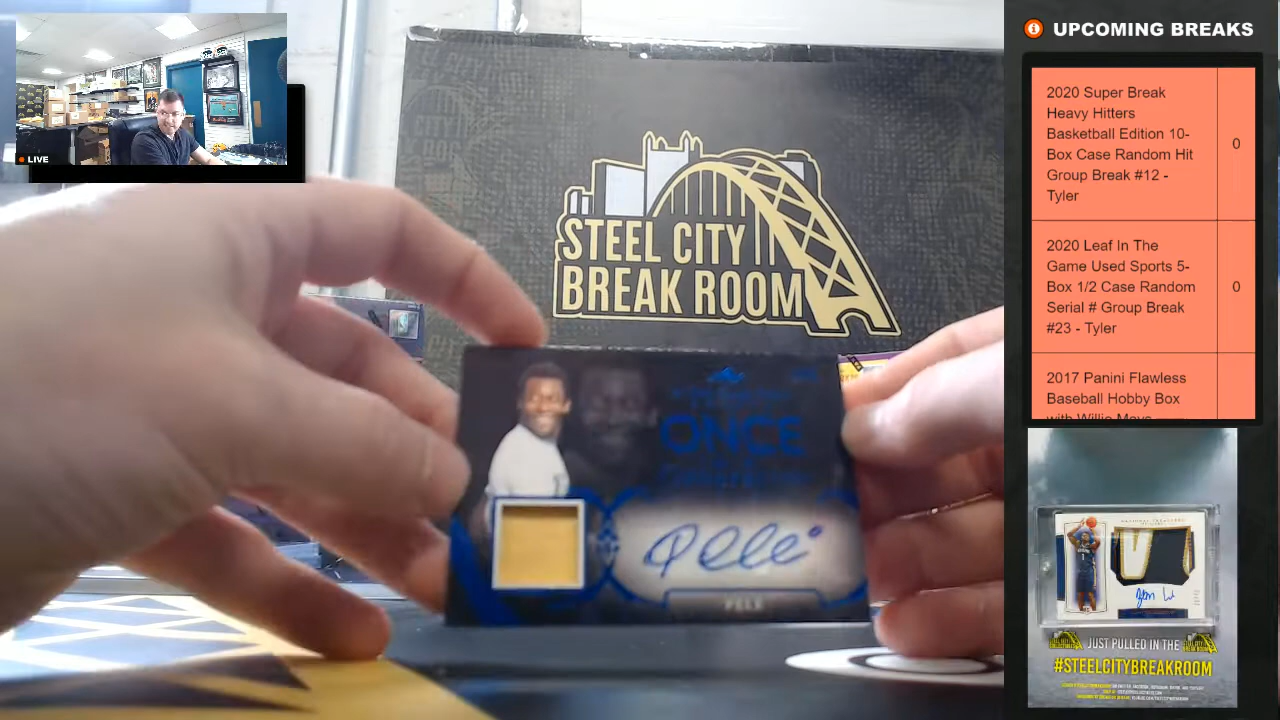 LIVE
STEEL CITY
BREAK ROOM
ONCE
Pele
PELE
UPCOMING BREAKS
2020 Super Break
Heavy Hitters
Basketball Edition 10-
Box Case Random Hit
Group Break #12 -
Tyler
0
2020 Leaf In The
Game Used Sports 5-
Box 1/2 Case Random
Serial # Group Break
#23 - Tyler
0
2017 Panini Flawless
Baseball Hobby Box
with Willie Mays
JUST PULLED IN THE
#STEELCITYBREAKROOM